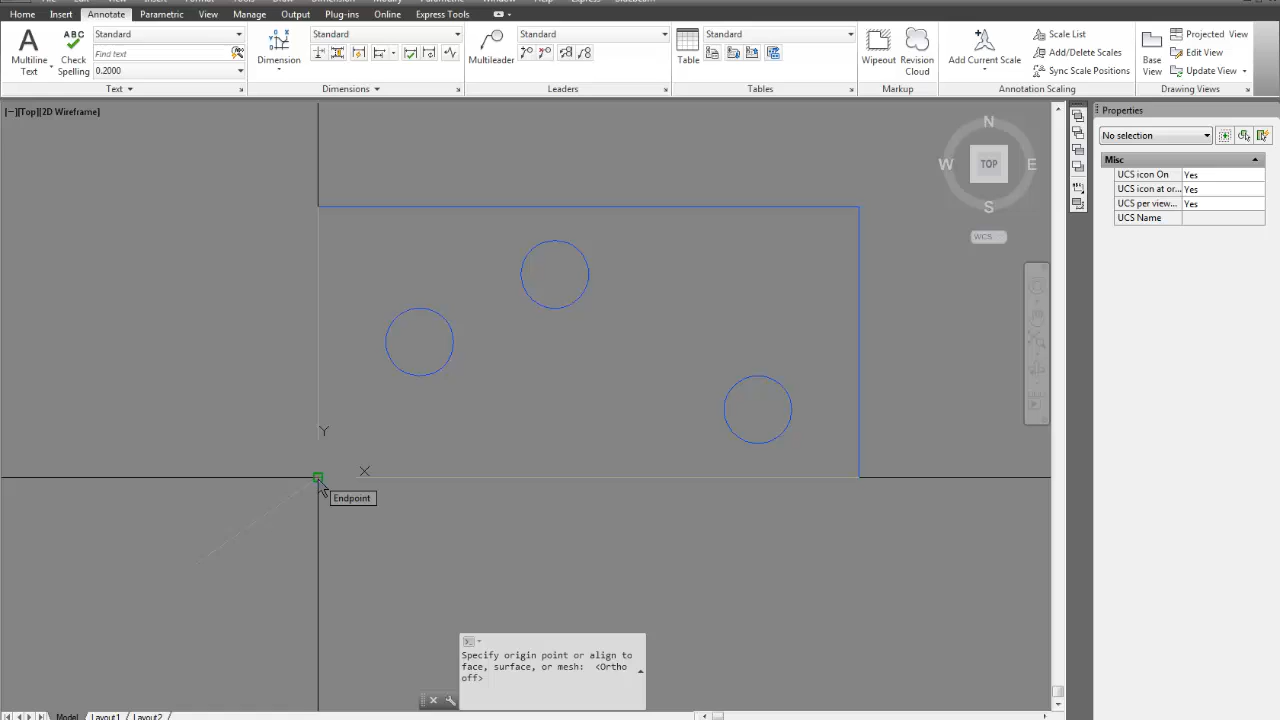 Home Insert Annotate Parametric View Manage Output Plug-ins Online Express Tools
Multiline Text
ABC
Check Spelling
Standard
Find text
0.2000
Text
Dimension
Standard
Dimensions
Multileader
Standard
Leaders
Table
Standard
Tables
Wipeout
Revision Cloud
Markup
Add Current Scale
Scale List
Add/Delete Scales
Sync Scale Positions
Annotation Scaling
Base View
Projected View
Edit View
Update View
Drawing Views
[−][Top][2D Wireframe]
N
W TOP E
S
WCS
Y
X
Endpoint
Specify origin point or align to
face, surface, or mesh: <Ortho
off>
Properties
No selection
Misc
UCS icon On Yes
UCS icon at or... Yes
UCS per view... Yes
UCS Name
Model Layout1 Layout2